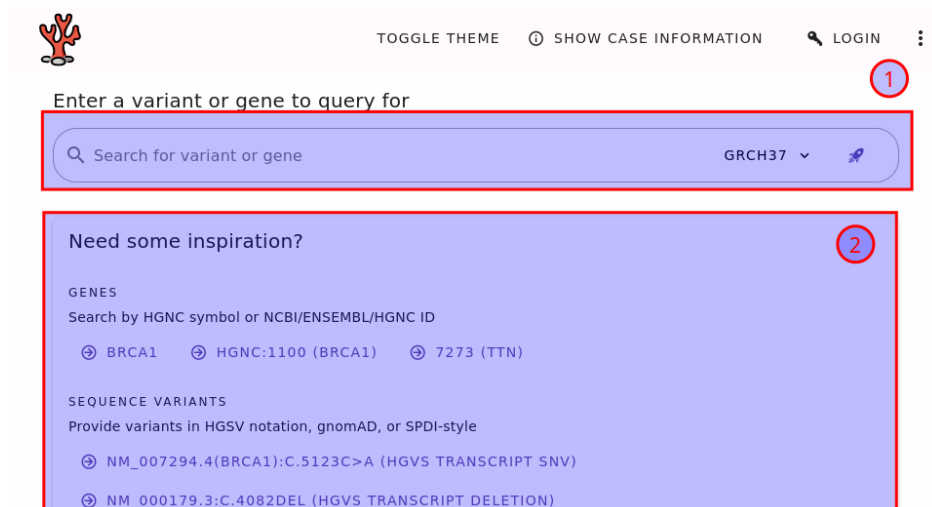 TOGGLE THEME SHOW CASE INFORMATION LOGIN
1
Enter a variant or gene to query for
Search for variant or gene GRCH37
Need some inspiration?
2
GENES
Search by HGNC symbol or NCBI/ENSEMBL/HGNC ID
BRCA1 HGNC:1100 (BRCA1) 7273 (TTN)
SEQUENCE VARIANTS
Provide variants in HGSV notation, gnomAD, or SPDI-style
NM_007294.4(BRCA1):C.5123C>A (HGVS TRANSCRIPT SNV)
NM_000179.3:C.4082DEL (HGVS TRANSCRIPT DELETION)